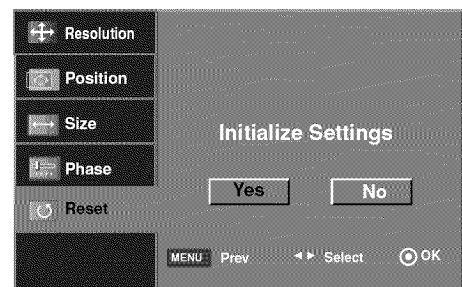 Resolution
Position
Size
Phase
Reset
Initialize Settings
Yes No
MENU Prev Select OK